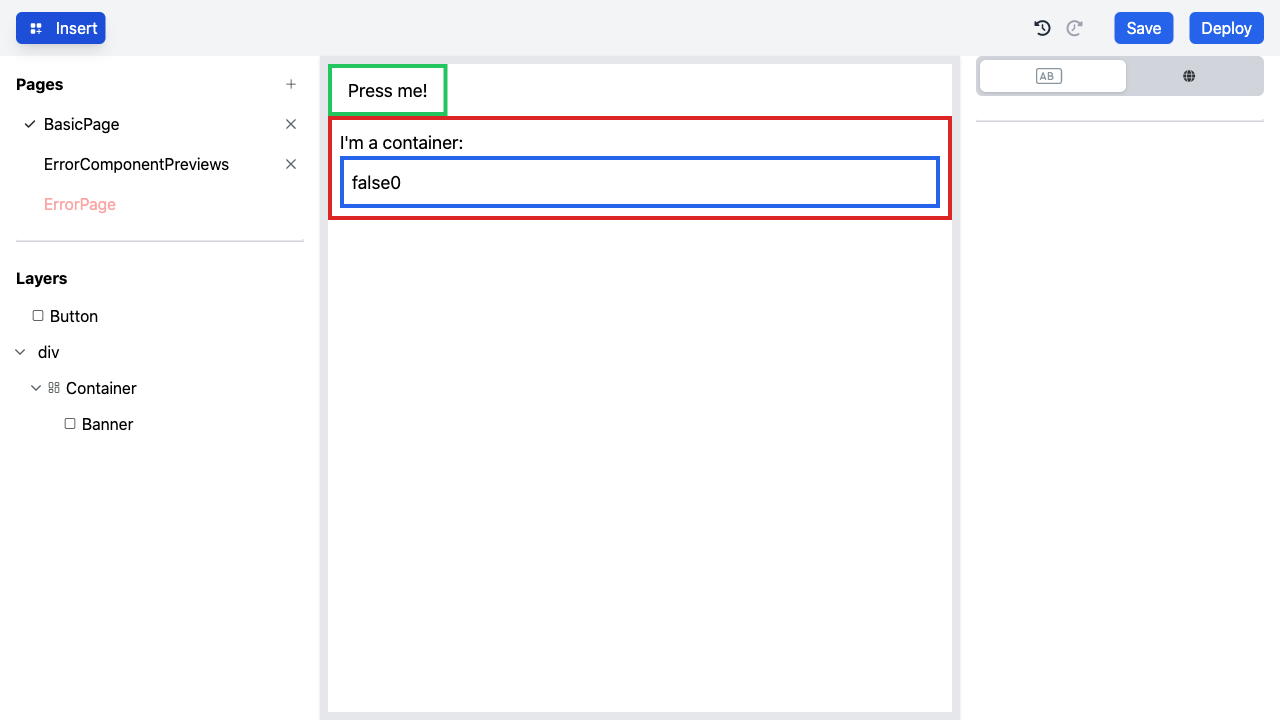 Insert
Save
Deploy
Pages
BasicPage
ErrorComponentPreviews
ErrorPage
Layers
Button
div
Container
Banner
Press me!
I'm a container:
false0
AB